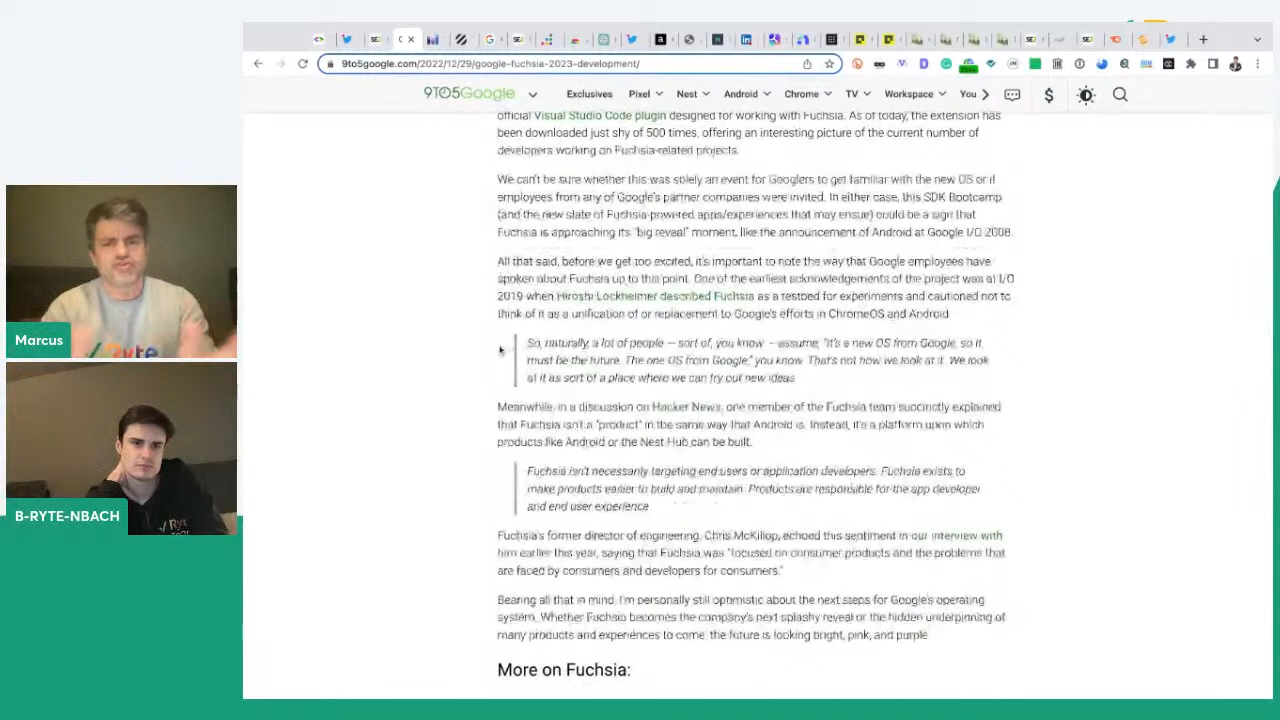 9to5google.com/2022/12/29/google-fuchsia-2023-development/
9TO5Google Exclusives Pixel Nest Android Chrome TV Workspace You
official Visual Studio Code plugin designed for working with Fuchsia. As of today, the extension has
been downloaded just shy of 500 times, offering an interesting picture of the current number of
developers working on Fuchsia-related projects.
We can't be sure whether this was solely an event for Googlers to get familiar with the new OS or if
employees from any of Google's partner companies were invited. In either case, this SDK Bootcamp
(and the new slate of Fuchsia-powered apps/experiences that may ensue) could be a sign that
Fuchsia is approaching its "big reveal" moment, like the announcement of Android at Google I/O 2008.
All that said, before we get too excited, it's important to note the way that Google employees have
spoken about Fuchsia up to this point. One of the earliest acknowledgements of the project was at I/O
2019 when Hiroshi Lockheimer described Fuchsia as a testbed for experiments and cautioned not to
think of it as a unification of or replacement to Google's efforts in ChromeOS and Android.
So, naturally, a lot of people — sort of, you know — assume, "it's a new OS from Google, so it
must be the future. The one OS from Google," you know. That's not how we look at it. We look
at it as sort of a place where we can try out new ideas.
Meanwhile, in a discussion on Hacker News, one member of the Fuchsia team succinctly explained
that Fuchsia isn't a "product" in the same way that Android is. Instead, it's a platform upon which
products like Android or the Nest Hub can be built.
Fuchsia isn't necessarily targeting end users or application developers. Fuchsia exists to
make products easier to build and maintain. Products are responsible for the app developer
and end user experience
Fuchsia's former director of engineering, Chris McKillop, echoed this sentiment in our interview with
him earlier this year, saying that Fuchsia was "focused on consumer products and the problems that
are faced by consumers and developers for consumers."
Bearing all that in mind, I'm personally still optimistic about the next steps for Google's operating
system. Whether Fuchsia becomes the company's next splashy reveal or the hidden underpinning of
many products and experiences to come, the future is looking bright, pink, and purple.
More on Fuchsia:
Marcus
B-RYTE-NBACH